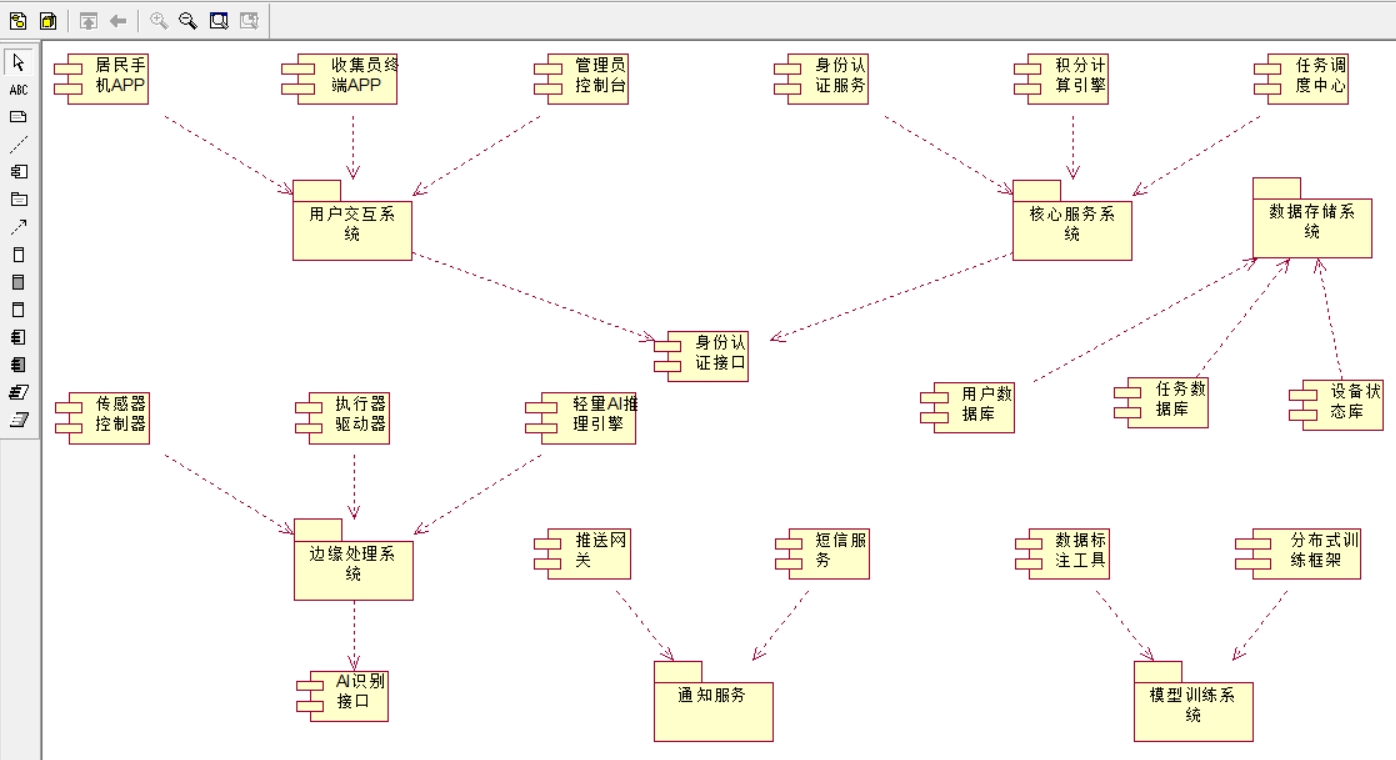 居民手
机APP
收集员终
端APP
管理员
控制台
身份认
证服务
积分计
算引擎
任务调
度中心
用户交互系
统
核心服务系
统
数据存储系
统
ABC
身份认
证接口
用户数
据库
任务数
据库
设备状
态库
传感器
控制器
执行器
驱动器
轻量AI推
理引擎
边缘处理系
统
推送网
关
短信服
务
数据标
注工具
分布式训
练框架
AI识别
接口
通知服务
模型训练系
统